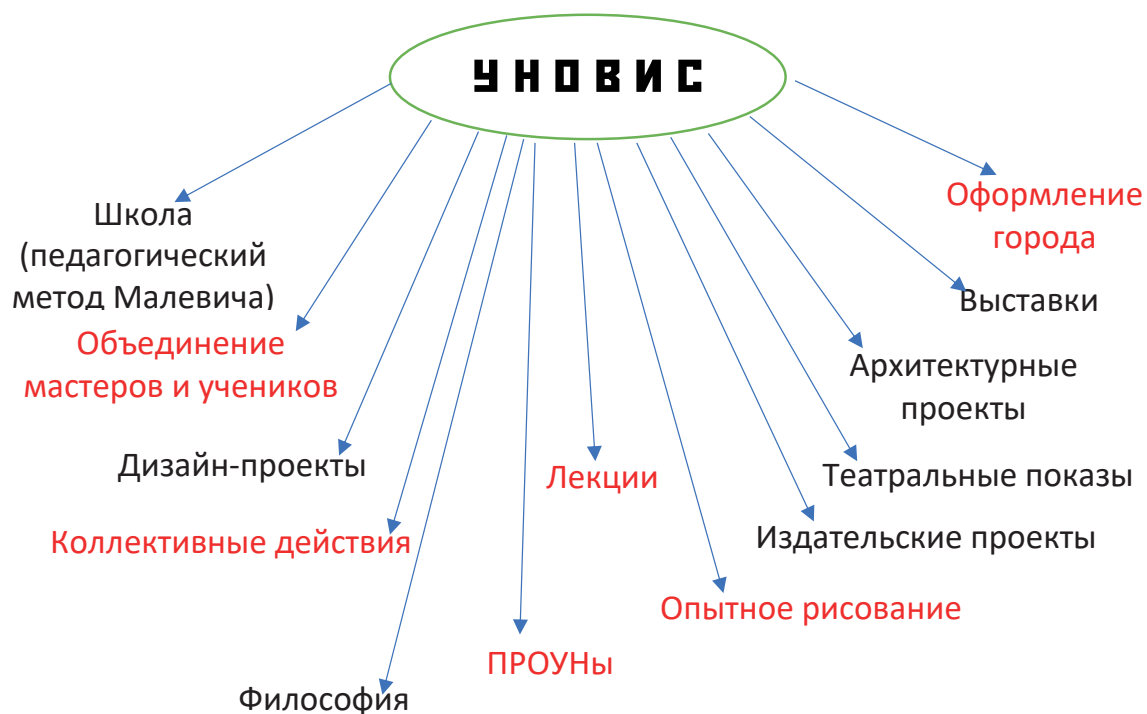 УНОВИС
Школа
(педагогический
метод Малевича)
Объединение
мастеров и учеников
Дизайн-проекты
Коллективные действия
Философия
ПРОУНы
Лекции
Опытное рисование
Издательские проекты
Театральные показы
Архитектурные
проекты
Выставки
Оформление
города